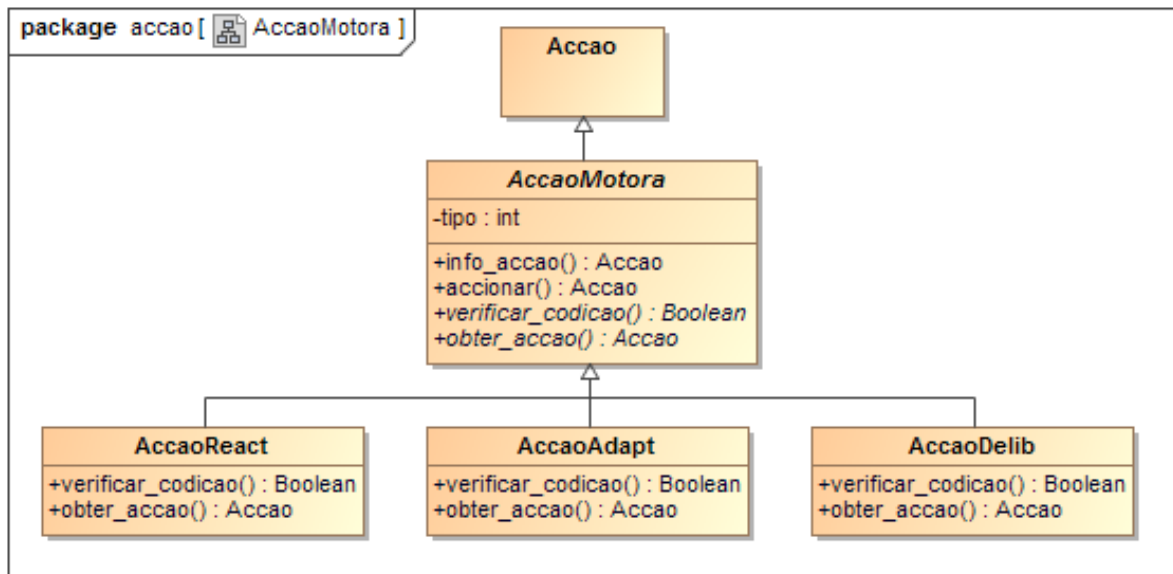 package accao[ AccaoMotora ]
Accao
AccaoMotora
-tipo : int
+info_accao() : Accao
+accionar() : Accao
+verificar_codicao() : Boolean
+obter_accao() : Accao
AccaoReact
+verificar_codicao() : Boolean
+obter_accao() : Accao
AccaoAdapt
+verificar_codicao() : Boolean
+obter_accao() : Accao
AccaoDelib
+verificar_codicao() : Boolean
+obter_accao() : Accao